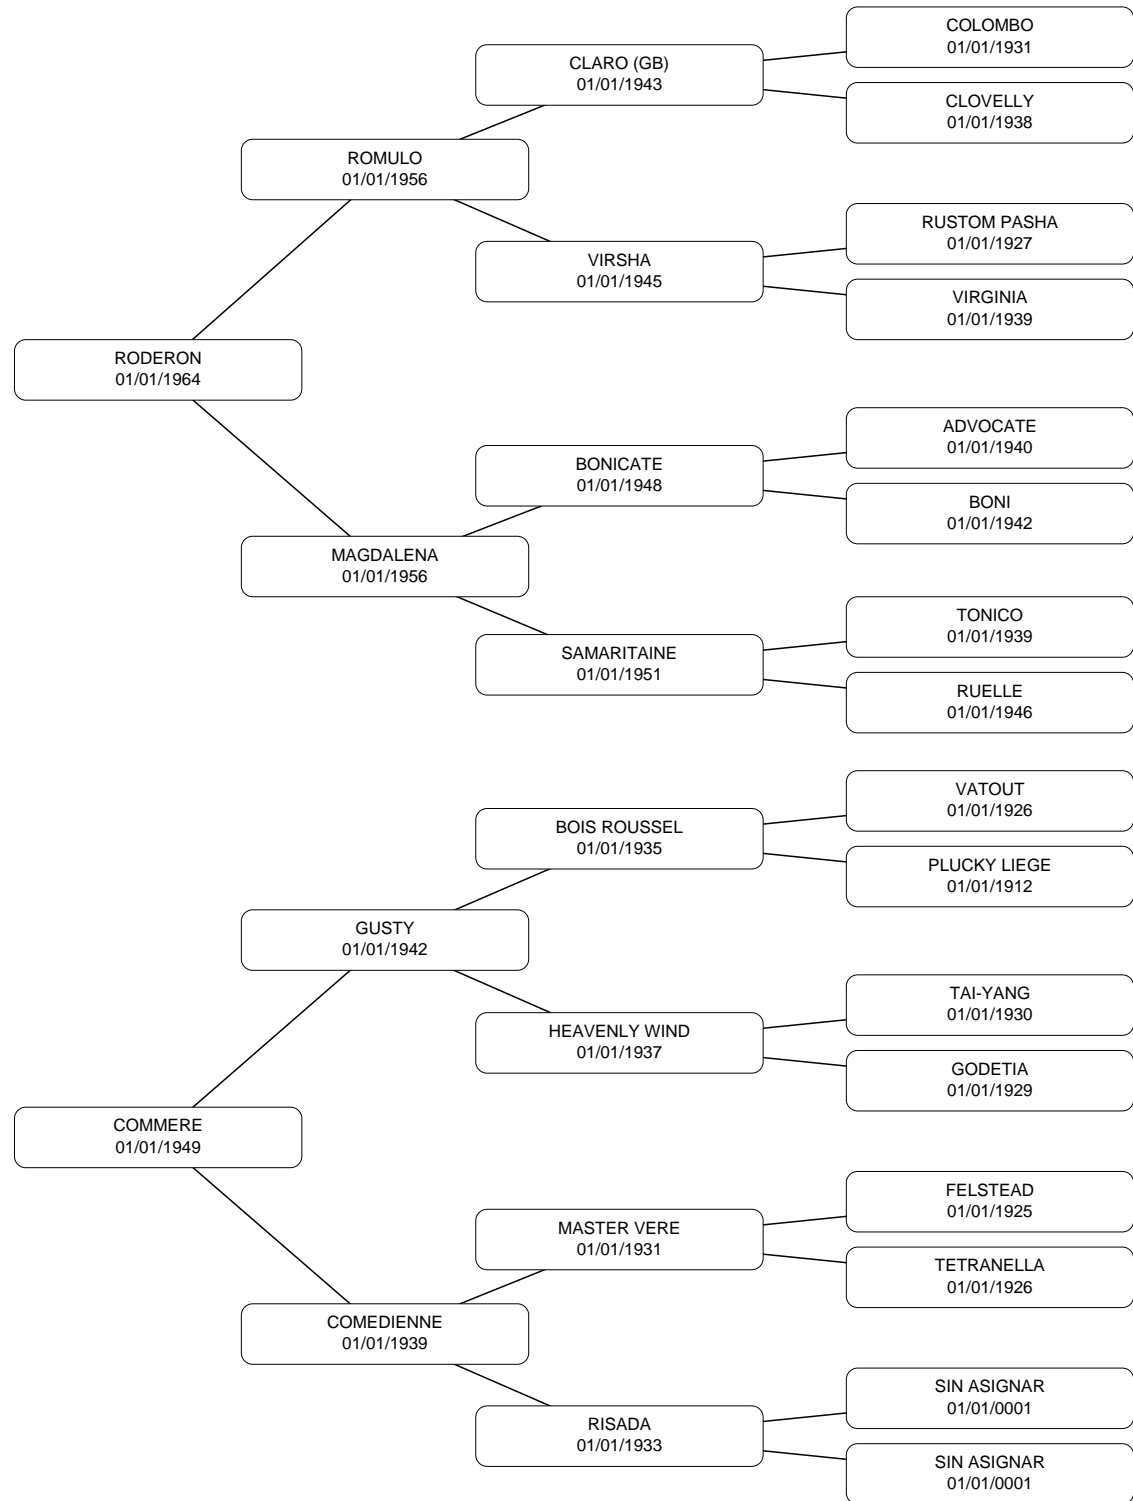 COLOMBO
01/01/1931
CLARO (GB)
01/01/1943
CLOVELLY
01/01/1938
ROMULO
01/01/1956
RUSTOM PASHA
01/01/1927
VIRSHA
01/01/1945
VIRGINIA
01/01/1939
RODERON
01/01/1964
ADVOCATE
01/01/1940
BONICATE
01/01/1948
BONI
01/01/1942
MAGDALENA
01/01/1956
TONICO
01/01/1939
SAMARITAINE
01/01/1951
RUELLE
01/01/1946
VATOUT
01/01/1926
BOIS ROUSSEL
01/01/1935
PLUCKY LIEGE
01/01/1912
GUSTY
01/01/1942
TAI-YANG
01/01/1930
HEAVENLY WIND
01/01/1937
GODETIA
01/01/1929
COMMERE
01/01/1949
FELSTEAD
01/01/1925
MASTER VERE
01/01/1931
TETRANELLA
01/01/1926
COMEDIENNE
01/01/1939
SIN ASIGNAR
01/01/0001
RISADA
01/01/1933
SIN ASIGNAR
01/01/0001